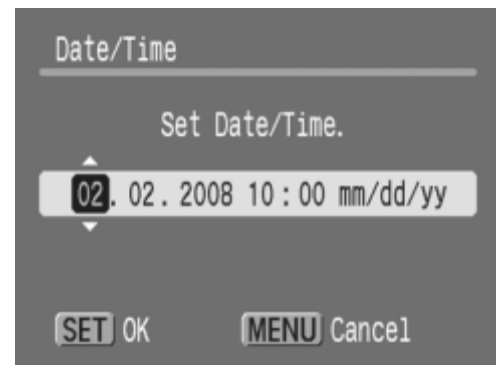 Date/Time
Set Date/Time.
02. 02. 2008 10:00 mm/dd/yy
SET OK MENU Cancel